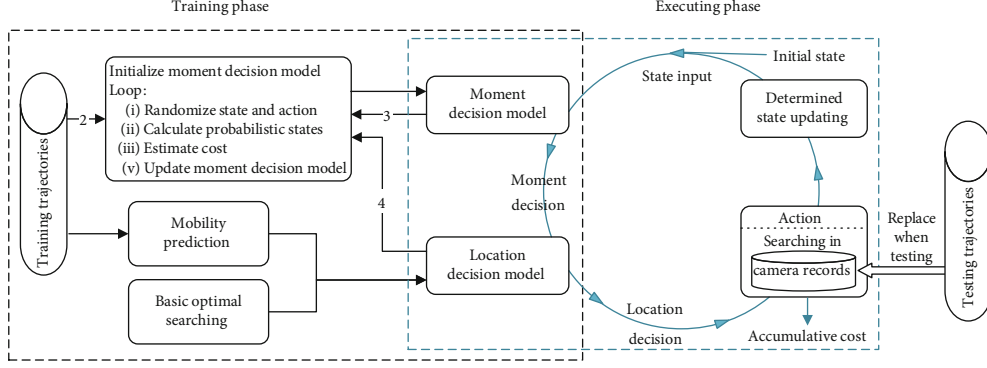 Training phase
Executing phase
Initialize moment decision model
Loop:
(i) Randomize state and action
(ii) Calculate probabilistic states
(iii) Estimate cost
(v) Update moment decision model
Training trajectories
2
3
4
Mobility
prediction
Basic optimal
searching
Moment
decision model
Location
decision model
State input
Initial state
Moment
decision
Location
decision
Determined
state updating
Action
Searching in
camera records
Accumulative cost
Replace
when
testing
Testing trajectories